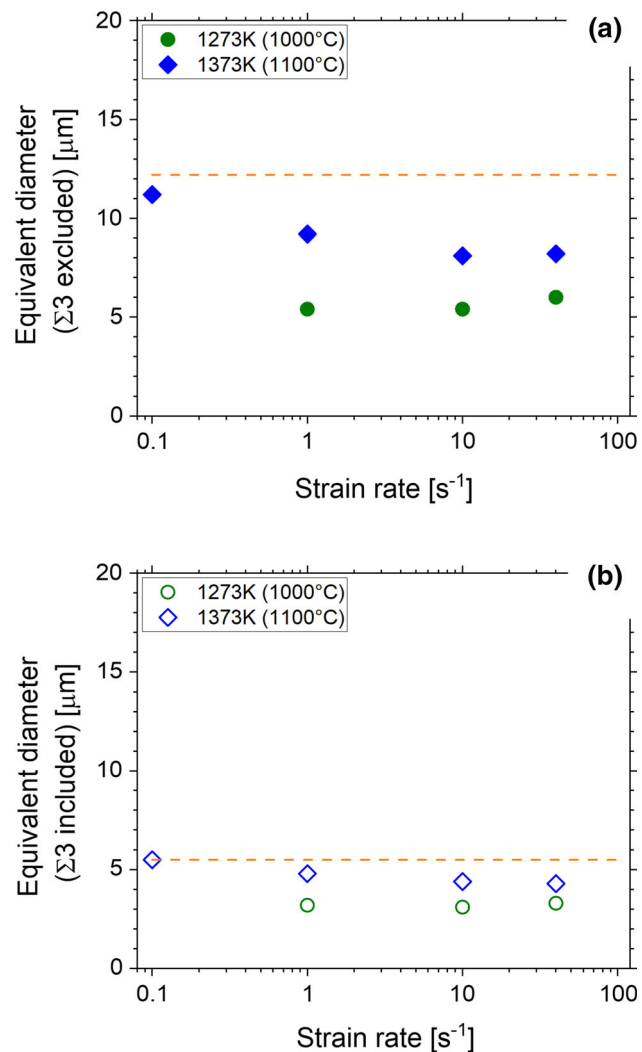 (a)
1273K (1000°C)
1373K (1100°C)
20
15
10
5
0
Equivalent diameter
(Σ3 excluded) [μm]
0.1 1 10 100
Strain rate [s⁻¹]
(b)
1273K (1000°C)
1373K (1100°C)
20
15
10
5
0
Equivalent diameter
(Σ3 included) [μm]
0.1 1 10 100
Strain rate [s⁻¹]